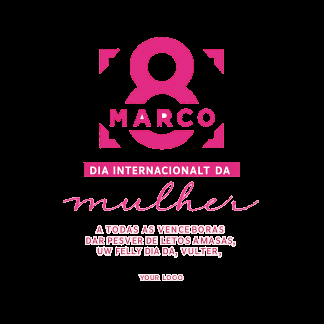 8
MARCO
DIA INTERNACIONALT DA
mulher
A TODAS AS VENCEBORAS
DAR PESVER DE LETOS AMASAS,
UW FELLY DIA DA, VULTER,
YOUR LOGO